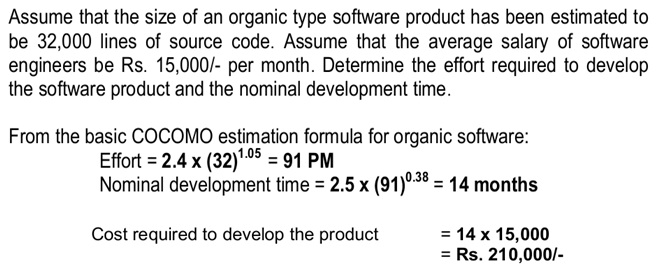 Assume that the size of an organic type software product has been estimated to
be 32,000 lines of source code. Assume that the average salary of software
engineers be Rs. 15,000/- per month. Determine the effort required to develop
the software product and the nominal development time.
From the basic COCOMO estimation formula for organic software:
Effort = 2.4 x (32)^1.05 = 91 PM
Nominal development time = 2.5 x (91)^0.38 = 14 months
Cost required to develop the product = 14 x 15,000
= Rs. 210,000/-